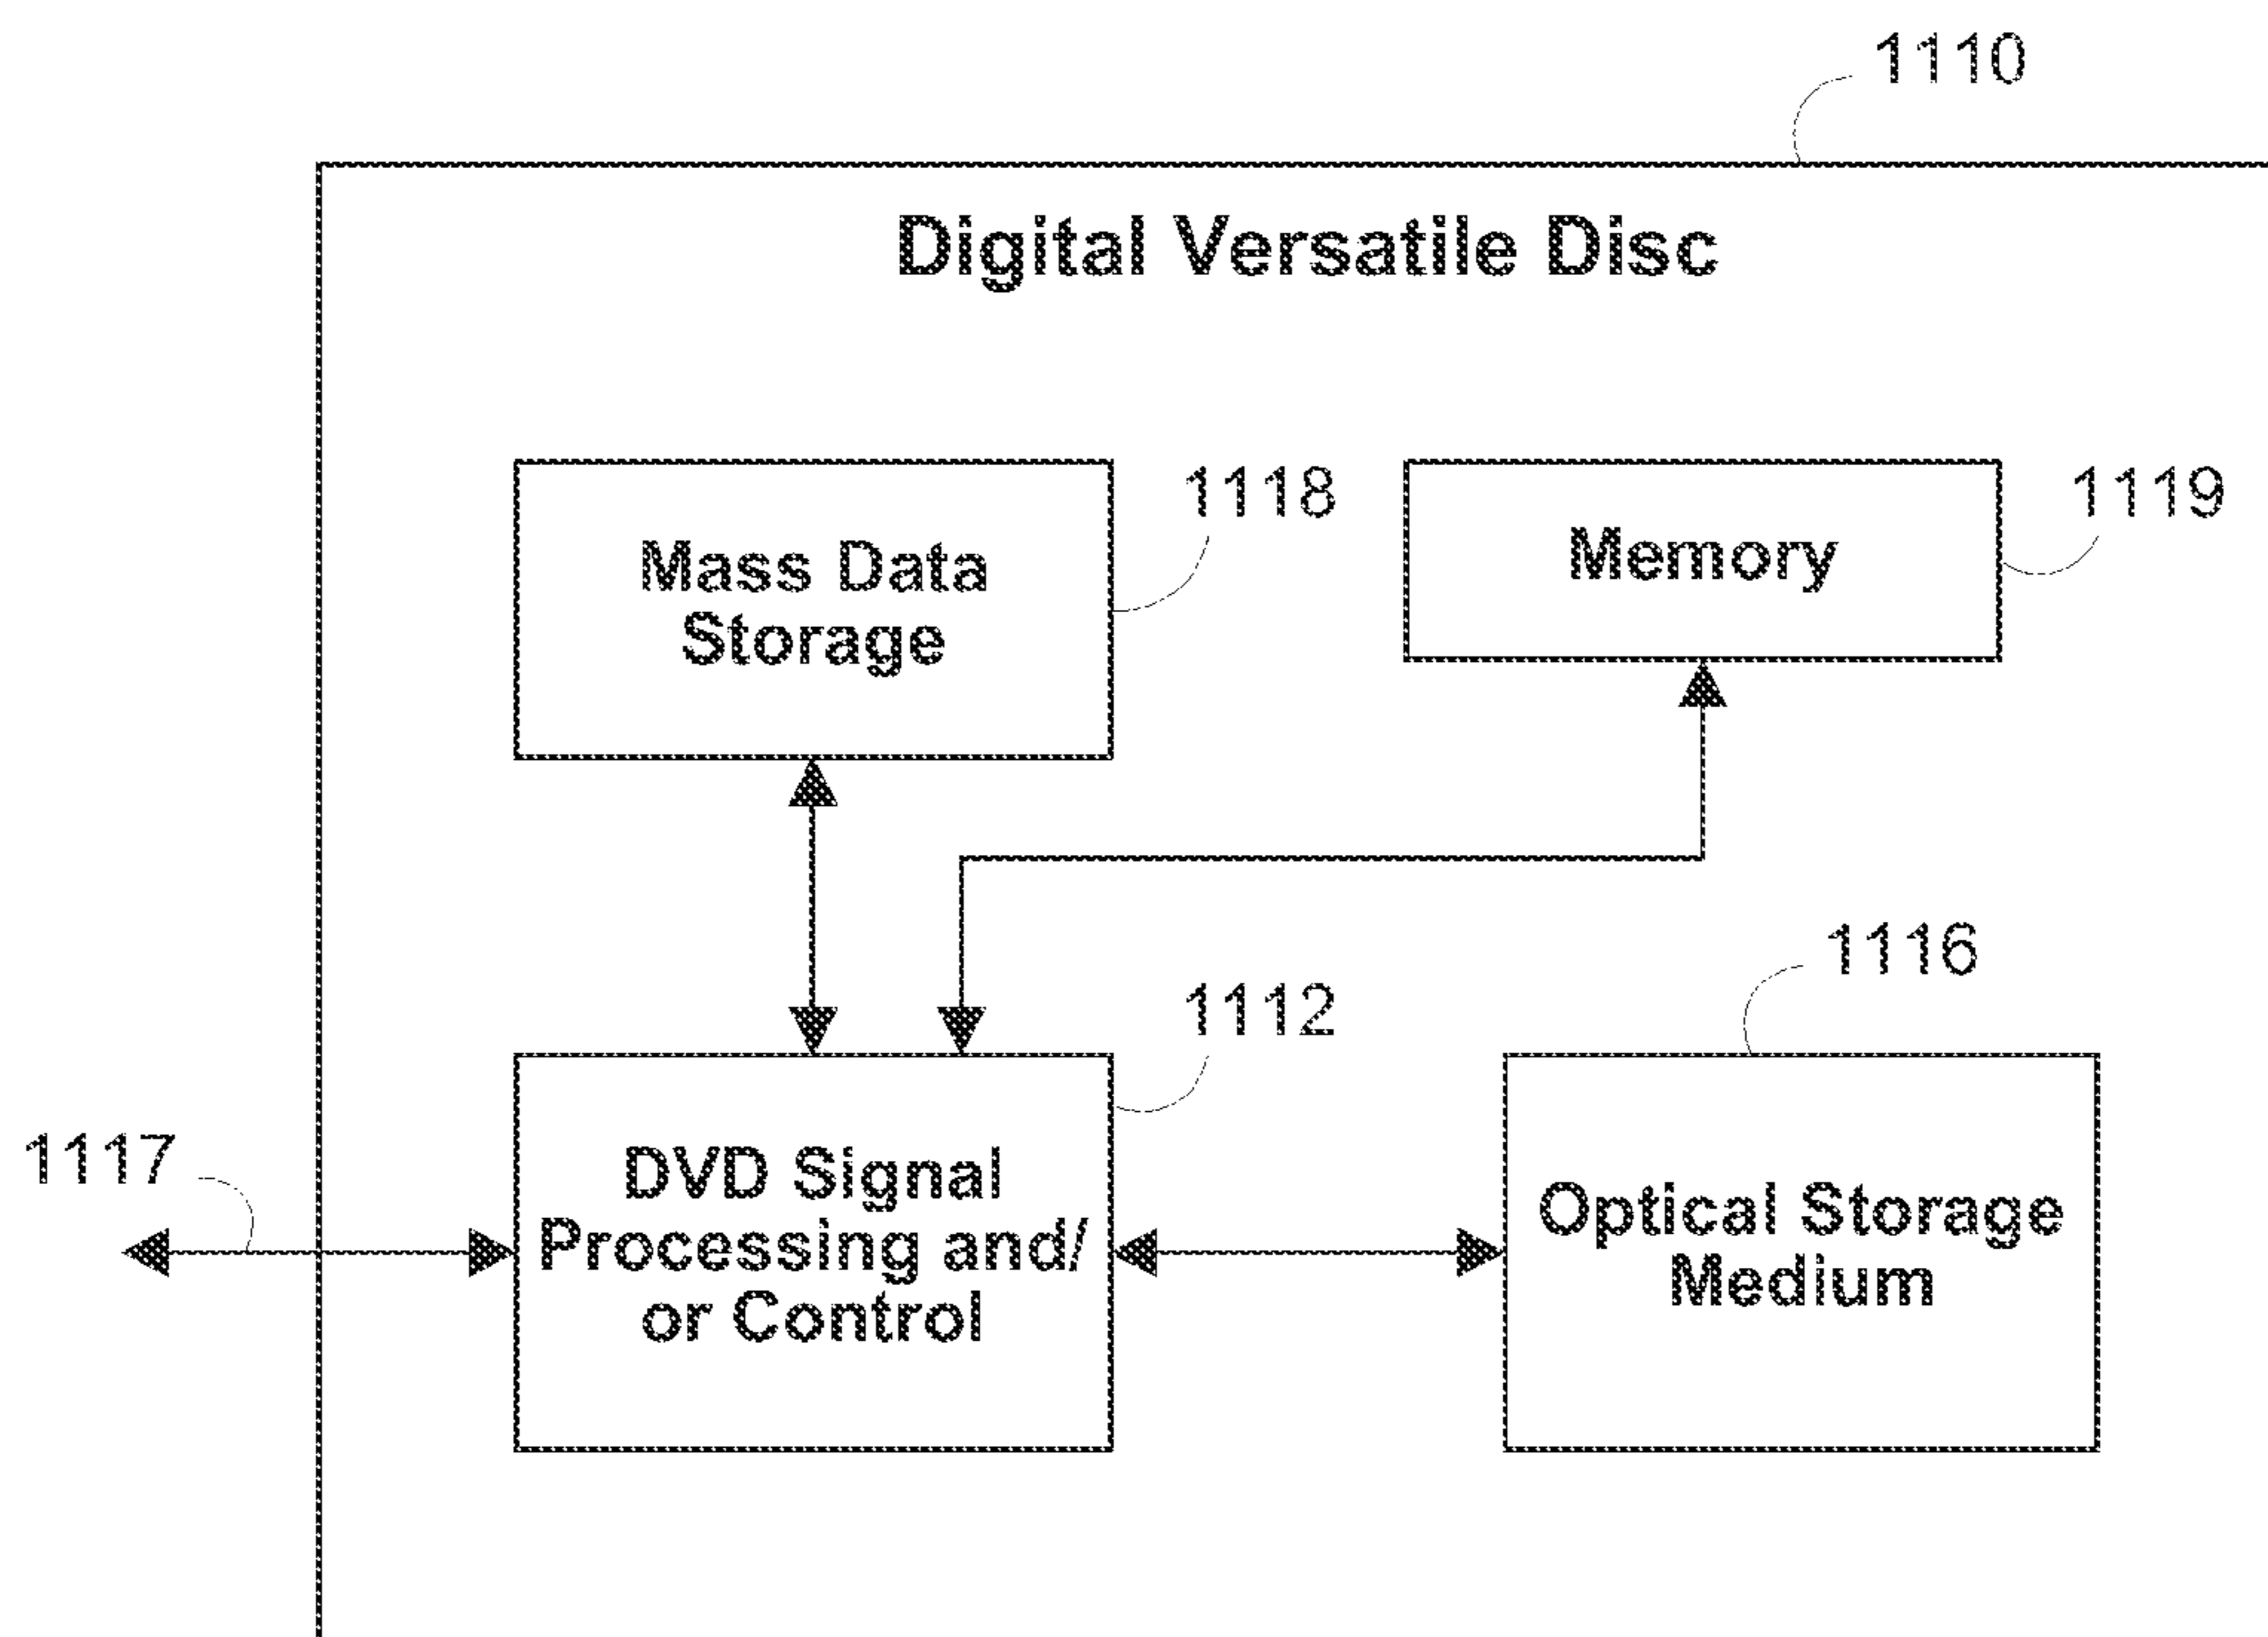 1110
Digital Versatile Disc
1118
1119
Mass Data
Storage
Memory
1116
1112
1117
DVD Signal
Processing and/
or Control
Optical Storage
Medium